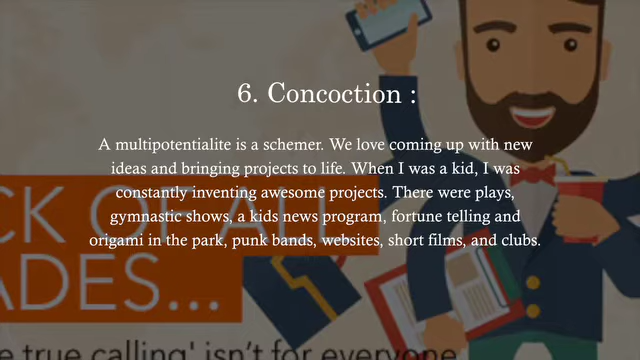 6. Concoction :
A multipotentialite is a schemer. We love coming up with new
ideas and bringing projects to life. When I was a kid, I was
constantly inventing awesome projects. There were plays,
gymnastic shows, a kids news program, fortune telling and
origami in the park, punk bands, websites, short films, and clubs.
CK OF ALL
ADES...
e true calling' isn't for everyone